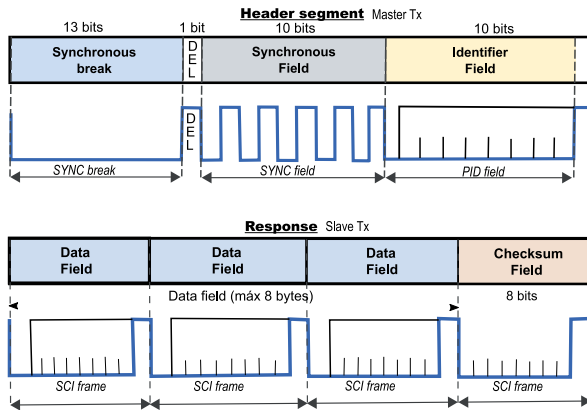 Header segment Master Tx
13 bits 1 bit 10 bits 10 bits
Synchronous break
DEL
Synchronous Field
Identifier Field
DEL
SYNC break SYNC field PID field
Response Slave Tx
Data Field
Data Field
Data Field
Checksum Field
Data field (máx 8 bytes) 8 bits
SCI frame SCI frame SCI frame SCI frame